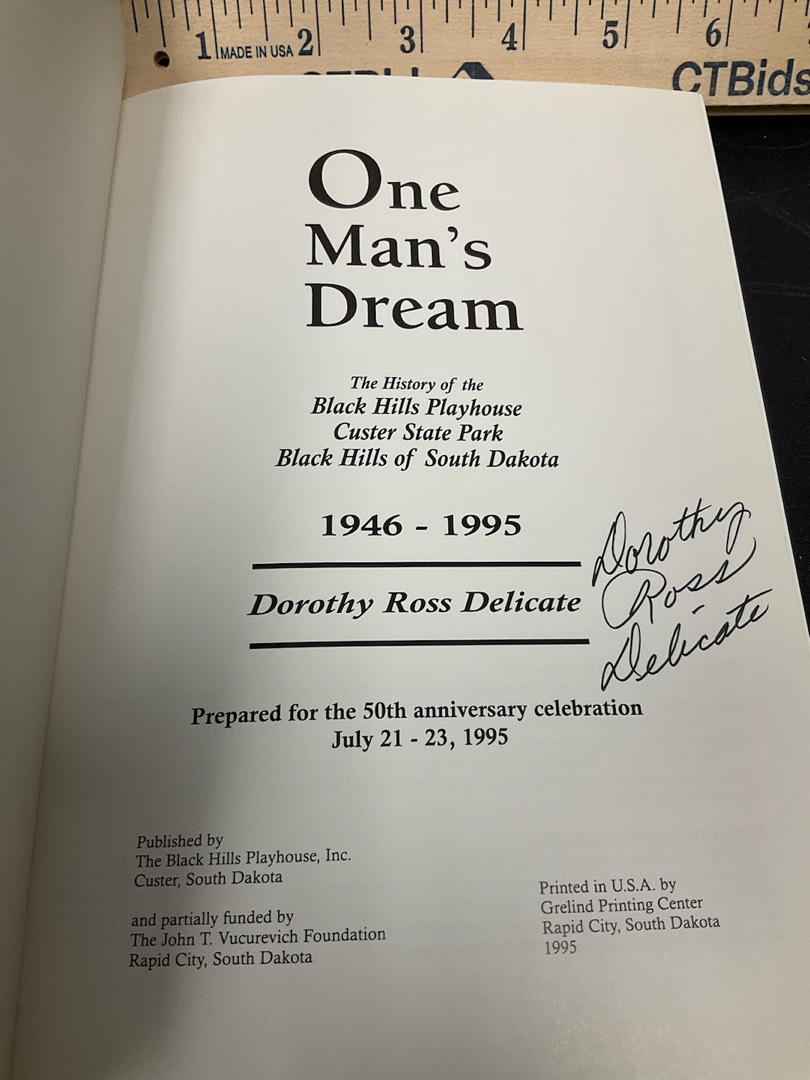 1 MADE IN USA 2 3 4 5 6
CTBids
One
Man's
Dream
The History of the
Black Hills Playhouse
Custer State Park
Black Hills of South Dakota
1946 - 1995
Dorothy Ross Delicate
Dorothy
Ross
Delicate
Prepared for the 50th anniversary celebration
July 21 - 23, 1995
Published by
The Black Hills Playhouse, Inc.
Custer, South Dakota
and partially funded by
The John T. Vucurevich Foundation
Rapid City, South Dakota
Printed in U.S.A. by
Grelind Printing Center
Rapid City, South Dakota
1995